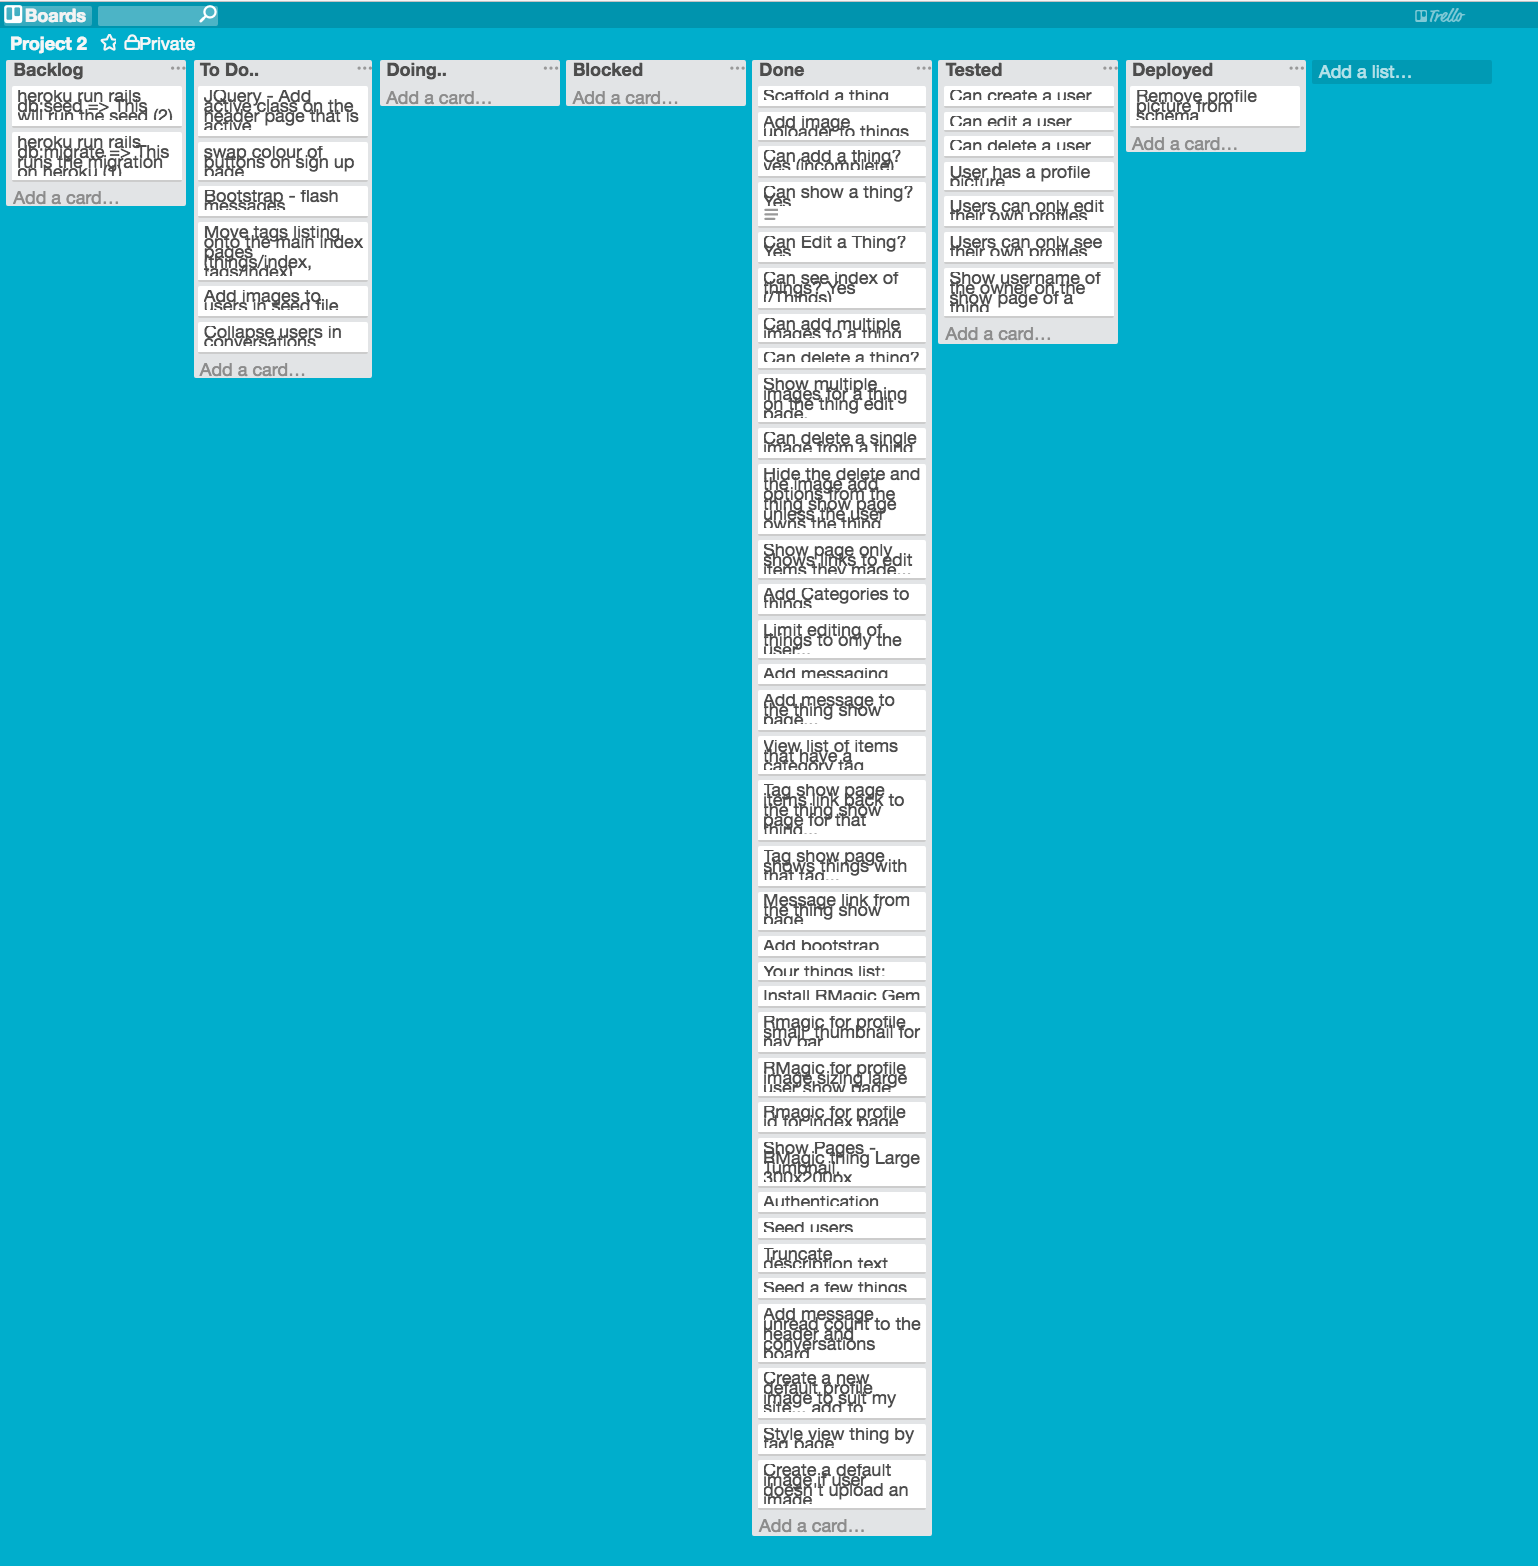 Boards
Trello
Project 2
Private
Backlog
heroku run rails
db:seed => This
will run the seed (2)
heroku run rails
db:migrate => This
runs the migration
on heroku (1)
Add a card…
To Do..
JQuery - Add
active class on the
header page that is
active
swap colour of
buttons on sign up
page
Bootstrap - flash
messages
Move tags listing
onto the main index
pages
(things/index,
tags/index)
Add images to
users in seed file
Collapse users in
conversations
Add a card…
Doing..
Add a card…
Blocked
Add a card…
Done
Scaffold a thing
Add image
uploader to things
Can add a thing?
yes (incomplete)
Can show a thing?
Yes
Can Edit a Thing?
Yes
Can see index of
things? Yes
(/Things)
Can add multiple
images to a thing
Can delete a thing?
Show multiple
images for a thing
on the thing edit
page.
Can delete a single
image from a thing
Hide the delete and
the image add
options from the
thing show page
unless the user
owns the thing
Show page only
shows links to edit
items they made...
Add Categories to
things
Limit editing of
things to only the
user...
Add messaging
Add message to
the thing show
page...
View list of items
that have a
category tag
Tag show page
items link back to
the thing show
page for that
thing...
Tag show page
shows things with
that tag...
Message link from
the thing show
page
Add bootstrap
Your things list:
Install RMagic Gem
Rmagic for profile
small_thumbnail for
nav bar
RMagic for profile
image sizing large
user show page
Rmagic for profile
id for index page
Show Pages -
RMagic thing Large
Tumbnail,
300x200px
Authentication
Seed users
Truncate
description text
Seed a few things
Add message
unread count to the
header and
conversations
board
Create a new
default profile
image to suit my
site... add to
Style view thing by
tag page
Create a default
image if user
doesn't upload an
image
Add a card…
Tested
Can create a user
Can edit a user
Can delete a user
User has a profile
picture
Users can only edit
their own profiles
Users can only see
their own profiles
Show username of
the owner on the
show page of a
thing
Add a card…
Deployed
Remove profile
picture from
schema
Add a card…
Add a list…